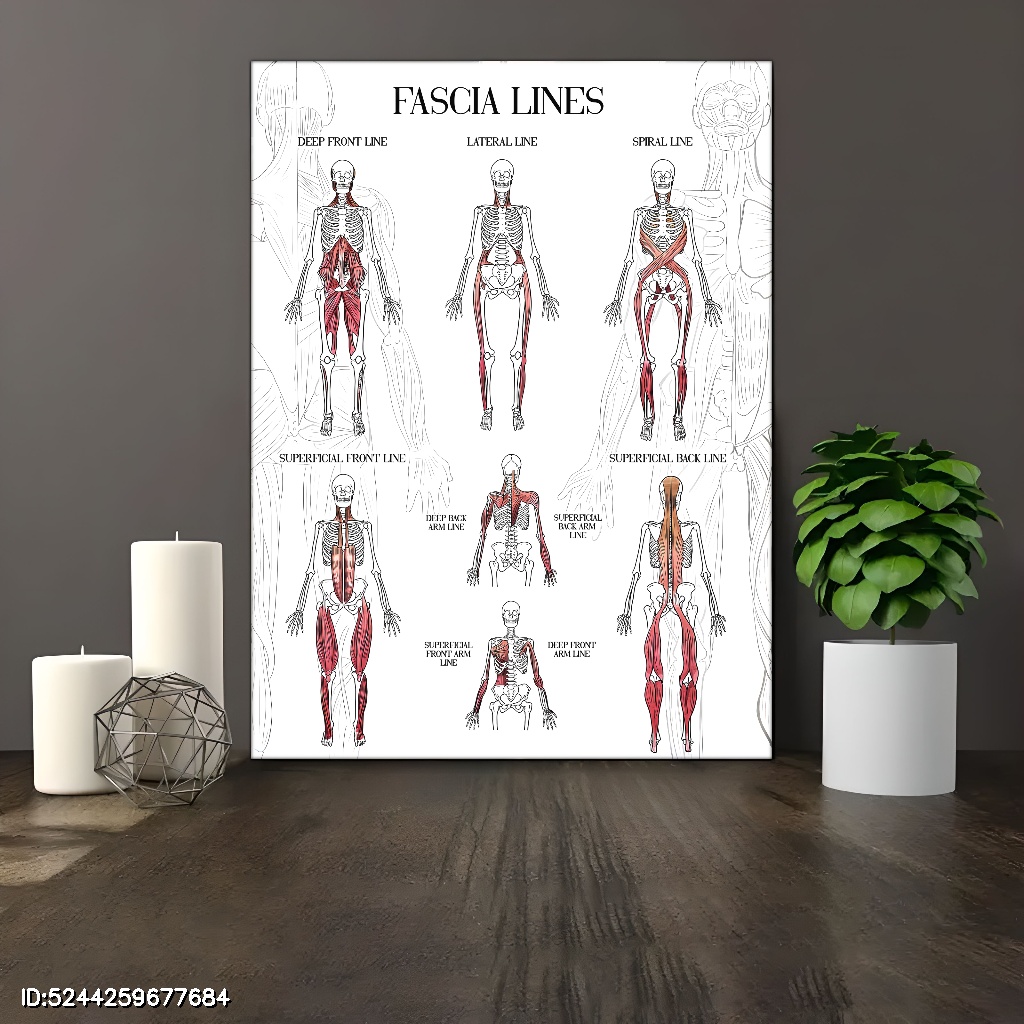 FASCIA LINES
DEEP FRONT LINE
LATERAL LINE
SPIRAL LINE
SUPERFICIAL FRONT LINE
SUPERFICIAL BACK LINE
DEEP BACK
ARM LINE
SUPERFICIAL
BACK ARM
LINE
SUPERFICIAL
FRONT ARM
LINE
DEEP FRONT
ARM LINE
ID:5244259677684